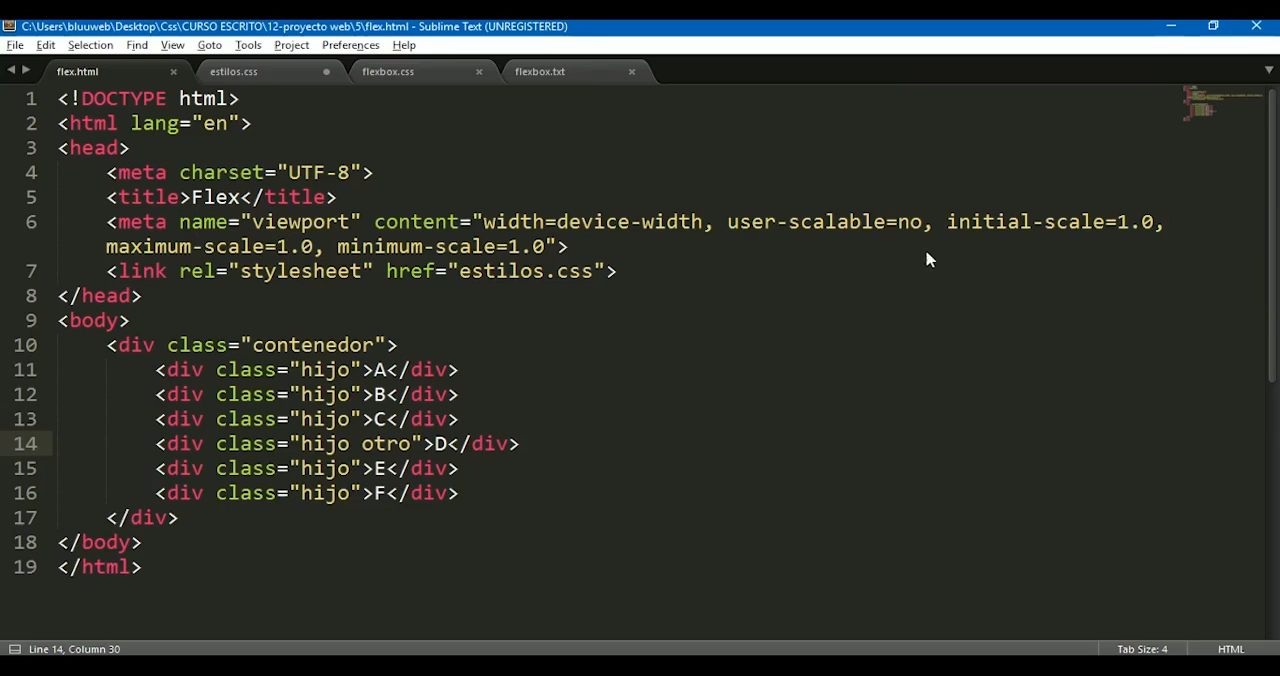 C:\Users\bluuweb\Desktop\Css\CURSO ESCRITO\12-proyecto web\5\flex.html - Sublime Text (UNREGISTERED)
File Edit Selection Find View Goto Tools Project Preferences Help
flex.html estilos.css flexbox.css flexbox.txt
1 <!DOCTYPE html>
2 <html lang="en">
3 <head>
4 <meta charset="UTF-8">
5 <title>Flex</title>
6 <meta name="viewport" content="width=device-width, user-scalable=no, initial-scale=1.0,
maximum-scale=1.0, minimum-scale=1.0">
7 <link rel="stylesheet" href="estilos.css">
8 </head>
9 <body>
10 <div class="contenedor">
11 <div class="hijo">A</div>
12 <div class="hijo">B</div>
13 <div class="hijo">C</div>
14 <div class="hijo otro">D</div>
15 <div class="hijo">E</div>
16 <div class="hijo">F</div>
17 </div>
18 </body>
19 </html>
Line 14, Column 30 Tab Size: 4 HTML